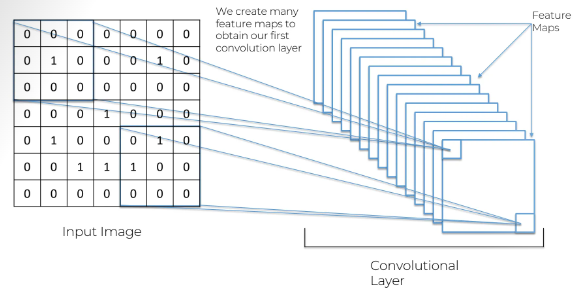 We create many
feature maps to
obtain our first
convolution layer
Feature
Maps
0 0 0 0 0 0 0
0 1 0 0 0 1 0
0 0 0 0 0 0 0
0 0 0 1 0 0 0
0 1 0 0 0 1 0
0 0 1 1 1 0 0
0 0 0 0 0 0 0
Input Image
Convolutional
Layer